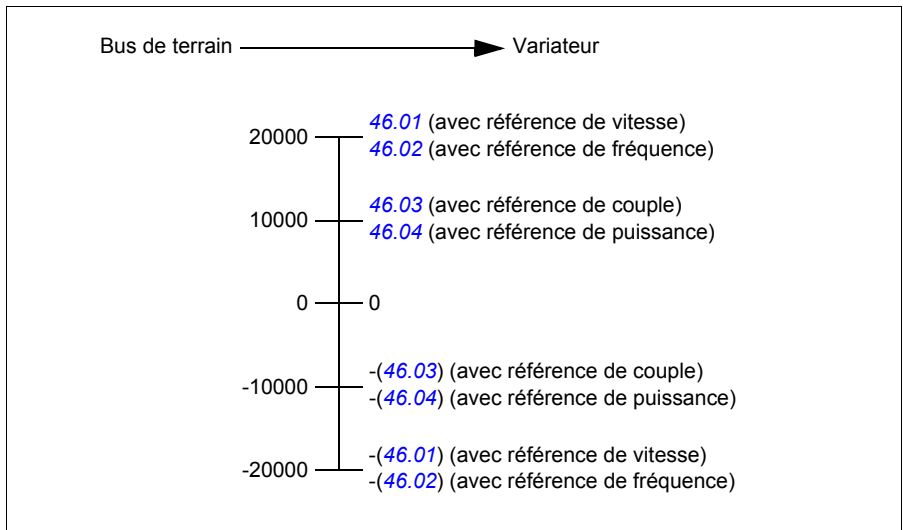 Bus de terrain Variateur
46.01 (avec référence de vitesse)
20000
46.02 (avec référence de fréquence)
46.03 (avec référence de couple)
10000
46.04 (avec référence de puissance)
0 0
-(46.03) (avec référence de couple)
-10000
-(46.04) (avec référence de puissance)
-(46.01) (avec référence de vitesse)
-20000
-(46.02) (avec référence de fréquence)